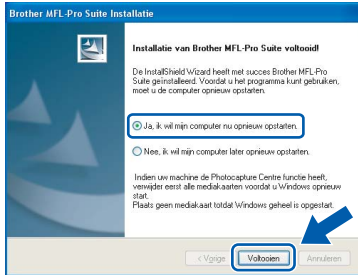 Brother MFL-Pro Suite Installatie
Installatie van Brother MFL-Pro Suite voltooid!
De InstallShield Wizard heeft met succes Brother MFL-Pro
Suite geïnstalleerd. Voordat u het programma kunt gebruiken,
moet u de computer opnieuw opstarten.
Ja, ik wil mijn computer nu opnieuw opstarten.
Nee, ik wil mijn computer later opnieuw opstarten.
Indien uw machine de Photocapture Centre functie heeft,
verwijder eerst alle mediakaarten voordat u Windows opnieuw
start.
Plaats geen mediakaart totdat Windows geheel is opgestart.
< Vorige
Voltooien
Annuleren